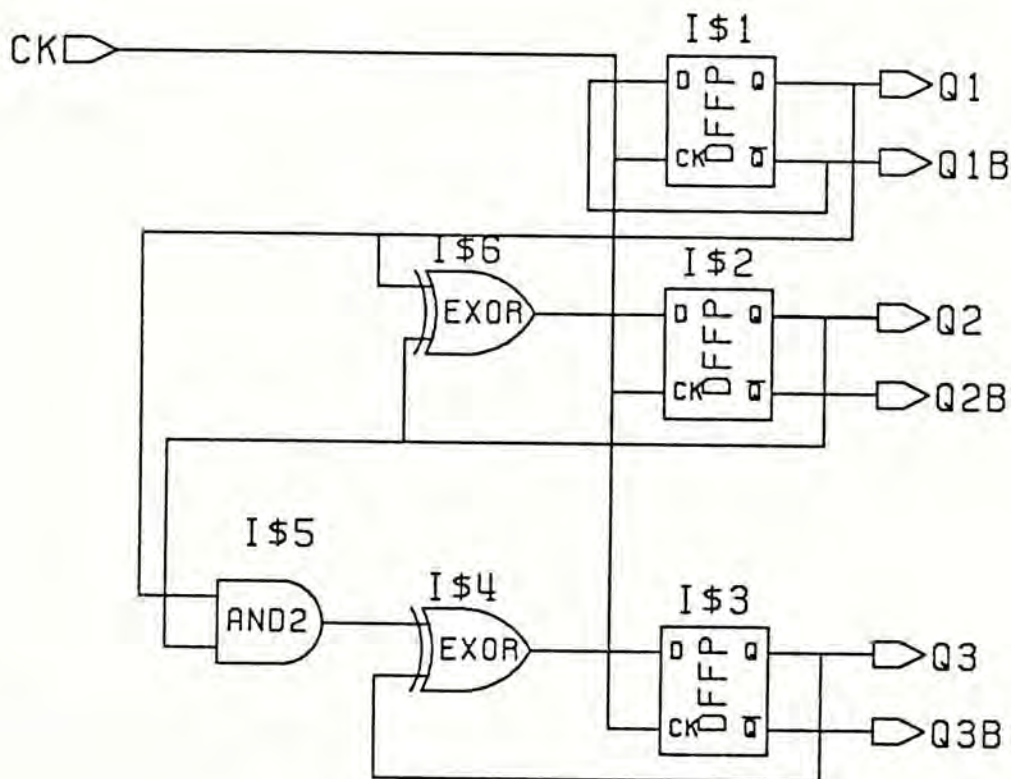 I$1
CK
D Q
DFFP
CK Q̅
Q1
Q1B
I$6
EXOR
I$2
D Q
DFFP
CK Q̅
Q2
Q2B
I$5
AND2
I$4
EXOR
I$3
D Q
DFFP
CK Q̅
Q3
Q3B